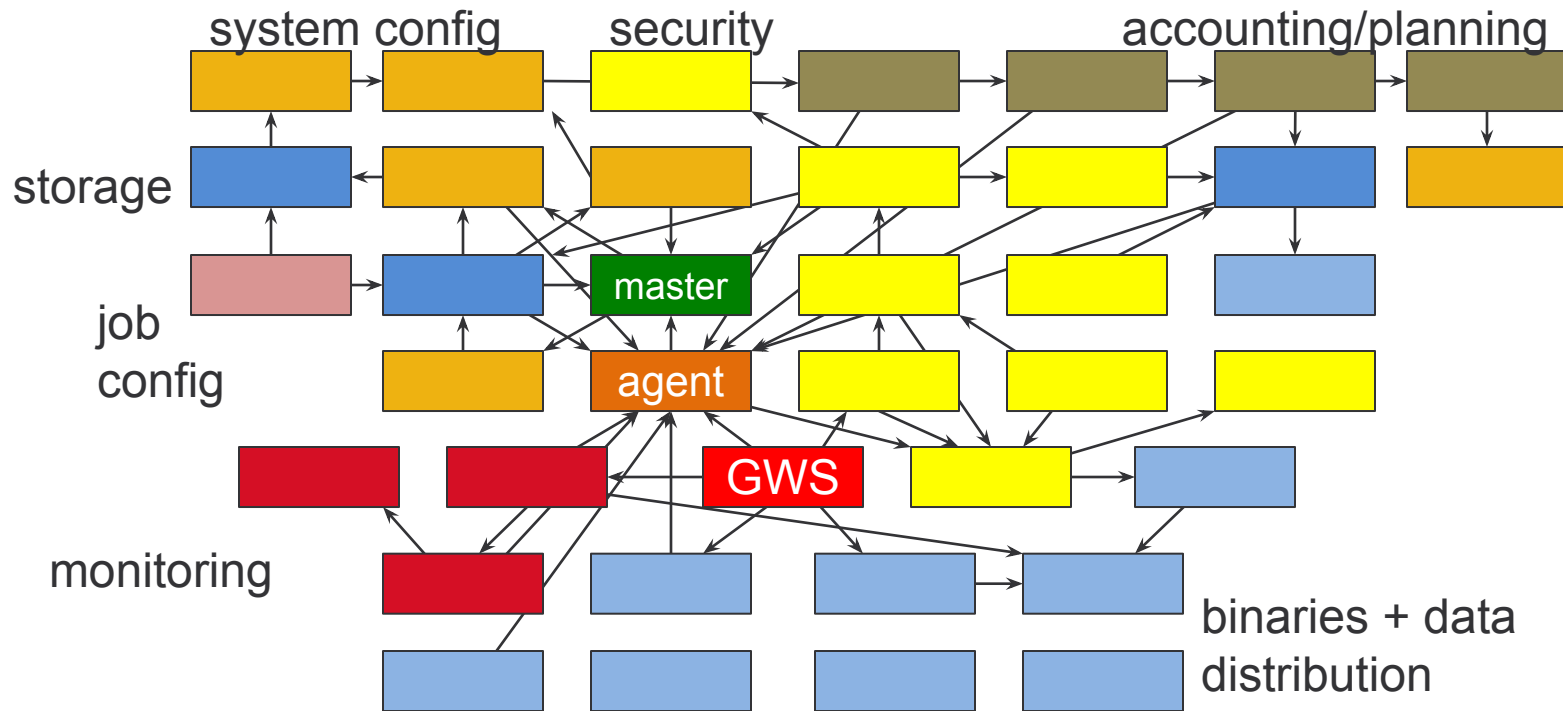 system config
security
accounting/planning
storage
master
job
config
agent
GWS
monitoring
binaries + data
distribution